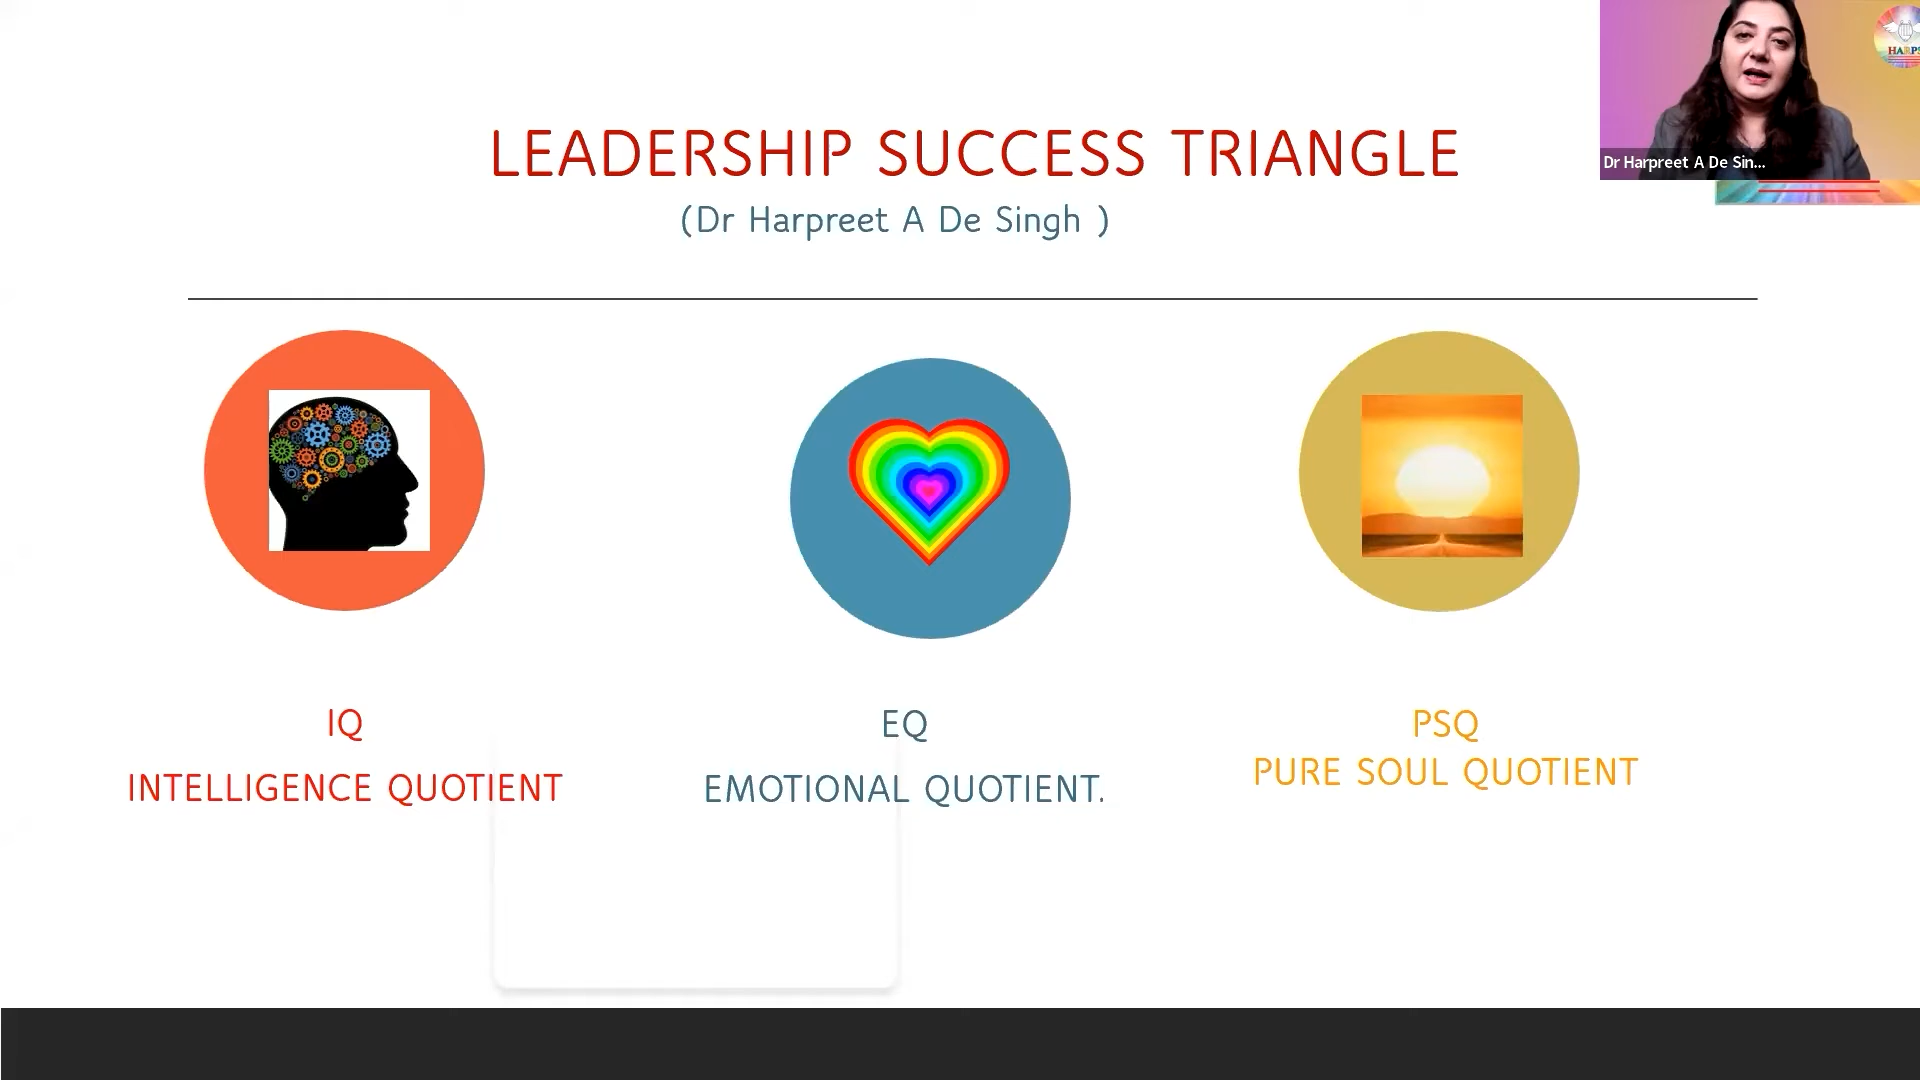 LEADERSHIP SUCCESS TRIANGLE
(Dr Harpreet A De Singh )
HARPS
Dr Harpreet A De Sin...
IQ
INTELLIGENCE QUOTIENT
EQ
EMOTIONAL QUOTIENT.
PSQ
PURE SOUL QUOTIENT